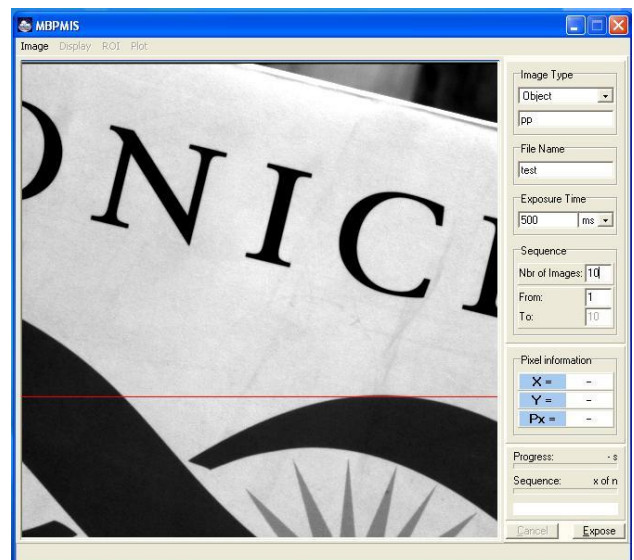 MBPMIS
Image Display ROI Plot
ONIC
Image Type
Object
pp
File Name
test
Exposure Time
500 ms
Sequence
Nbr of Images: 10
From: 1
To: 10
Pixel information
X = -
Y = -
Px = -
Progress: - s
Sequence: x of n
Cancel Expose